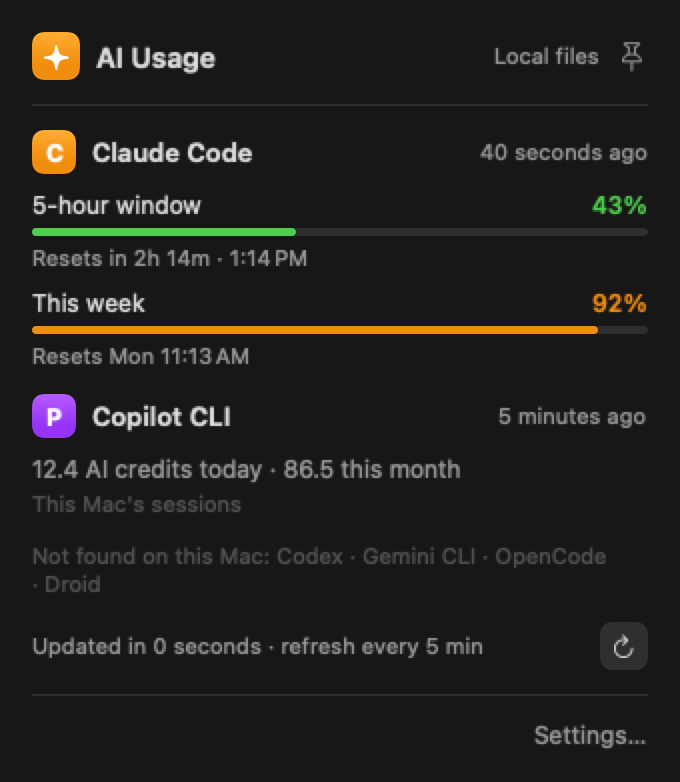 AI Usage
Local files
C
Claude Code
40 seconds ago
5-hour window
43%
Resets in 2h 14m · 1:14 PM
This week
92%
Resets Mon 11:13 AM
P
Copilot CLI
5 minutes ago
12.4 AI credits today · 86.5 this month
This Mac's sessions
Not found on this Mac: Codex · Gemini CLI · OpenCode
· Droid
Updated in 0 seconds · refresh every 5 min
Settings...